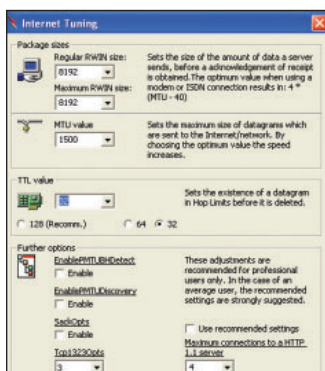 Internet Tuning
Package sizes
Regular RWIN size:
8192
Maximum RWIN size:
8192
Sets the size of the amount of data a server
sends, before a acknowledgement of receipt
is obtained.The optimum value when using a
modem or ISDN connection results in: 4 *
(MTU - 40)
MTU value
1500
Sets the maximum size of datagrams which
are sent to the Internet/network. By
choosing the optimum value the speed
increases.
TTL value
32
Sets the existence of a datagram
in Hop Limits before it is deleted.
128 (Recomm.)
64
32
Further options
EnablePMTUBHDetect
Enable
EnablePMTUDiscovery
Enable
SackOpts
Enable
Tcp1323Opts
3
These adjustments are
recommended for professional
users only. In the case of an
average user, the recommended
settings are strongly suggested.
Use recommended settings
Maximum connections to a HTTP
1.1 server
4